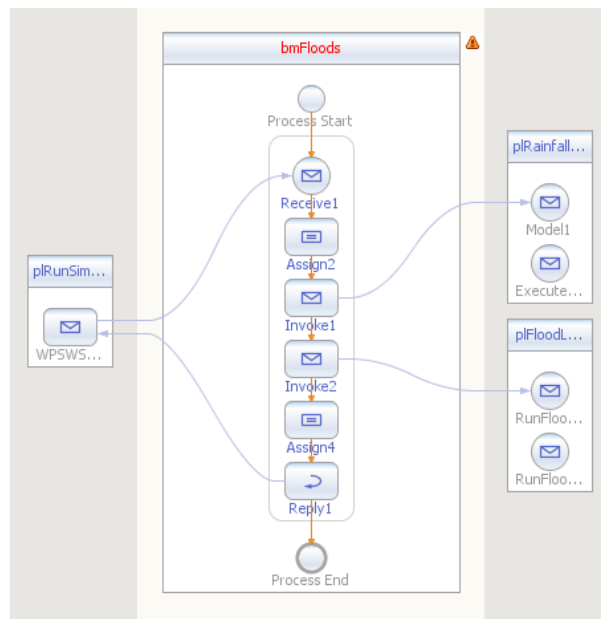 bmFloods
Process Start
Receive1
Assign2
Invoke1
Invoke2
Assign4
Reply1
Process End
plRunSim...
WPSWS...
plRainfall...
Model1
Execute...
plFloodL...
RunFloo...
RunFloo...